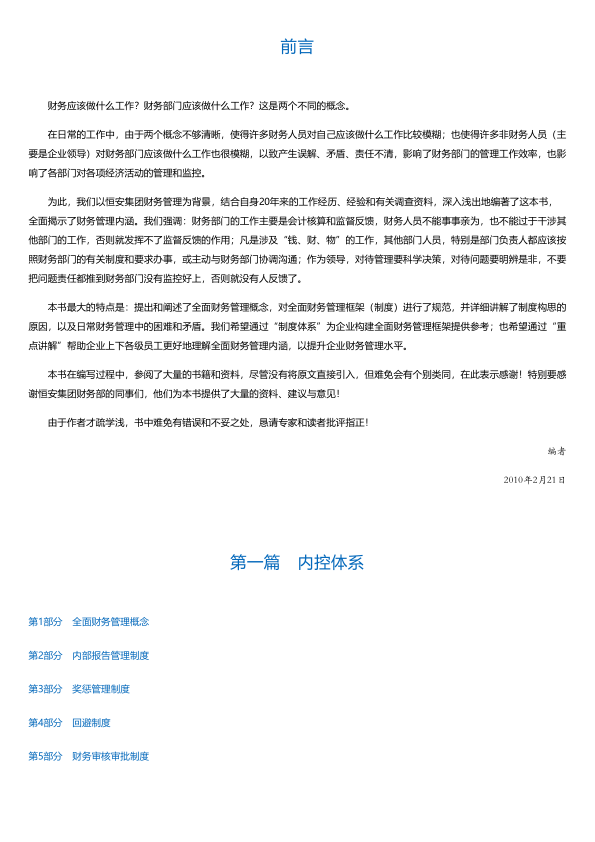 前言
财务应该做什么工作？财务部门应该做什么工作？这是两个不同的概念。
在日常的工作中，由于两个概念不够清晰，使得许多财务人员对自己应该做什么工作比较模糊；也使得许多非财务人员（主
要是企业领导）对财务部门应该做什么工作也很模糊，以致产生误解、矛盾、责任不清，影响了财务部门的管理工作效率，也影
响了各部门对各项经济活动的管理和监控。
为此，我们以恒安集团财务管理为背景，结合自身20年来的工作经历、经验和有关调查资料，深入浅出地编著了这本书，
全面揭示了财务管理内涵。我们强调：财务部门的工作主要是会计核算和监督反馈，财务人员不能事事亲为，也不能过于干涉其
他部门的工作，否则就发挥不了监督反馈的作用；凡是涉及“钱、财、物”的工作，其他部门人员，特别是部门负责人都应该按
照财务部门的有关制度和要求办事，或主动与财务部门协调沟通；作为领导，对待管理要科学决策，对待问题要明辨是非，不要
把问题责任都推到财务部门没有监控好上，否则就没有人反馈了。
本书最大的特点是：提出和阐述了全面财务管理概念，对全面财务管理框架（制度）进行了规范，并详细讲解了制度构思的
原因，以及日常财务管理中的困难和矛盾。我们希望通过“制度体系”为企业构建全面财务管理框架提供参考；也希望通过“重
点讲解”帮助企业上下各级员工更好地理解全面财务管理内涵，以提升企业财务管理水平。
本书在编写过程中，参阅了大量的书籍和资料，尽管没有将原文直接引入，但难免会有个别类同，在此表示感谢！特别要感
谢恒安集团财务部的同事们，他们为本书提供了大量的资料、建议与意见！
由于作者才疏学浅，书中难免有错误和不妥之处，恳请专家和读者批评指正！
编者
2010年2月21日
第一篇　内控体系
第1部分　全面财务管理概念
第2部分　内部报告管理制度
第3部分　奖惩管理制度
第4部分　回避制度
第5部分　财务审核审批制度